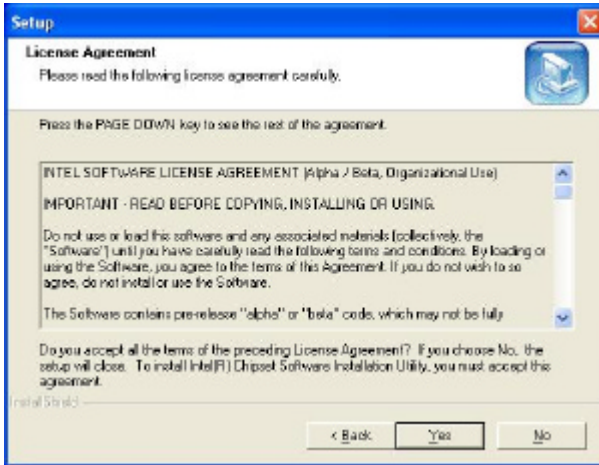 Setup
License Agreement
Please read the following license agreement carefully.
Press the PAGE DOWN key to see the rest of the agreement.
INTEL SOFTWARE LICENSE AGREEMENT (Alpha / Beta, Organizational Use)
IMPORTANT - READ BEFORE COPYING, INSTALLING OR USING.
Do not use or load this software and any associated materials (collectively, the
"Software") until you have carefully read the following terms and conditions. By loading or
using the Software, you agree to the terms of this Agreement. If you do not wish to so
agree, do not install or use the Software.
The Software contains pre-release "alpha" or "beta" code, which may not be fully
Do you accept all the terms of the preceding License Agreement? If you choose No, the
setup will close. To install Intel(R) Chipset Software Installation Utility, you must accept this
agreement.
InstallShield
< Back
Yes
No